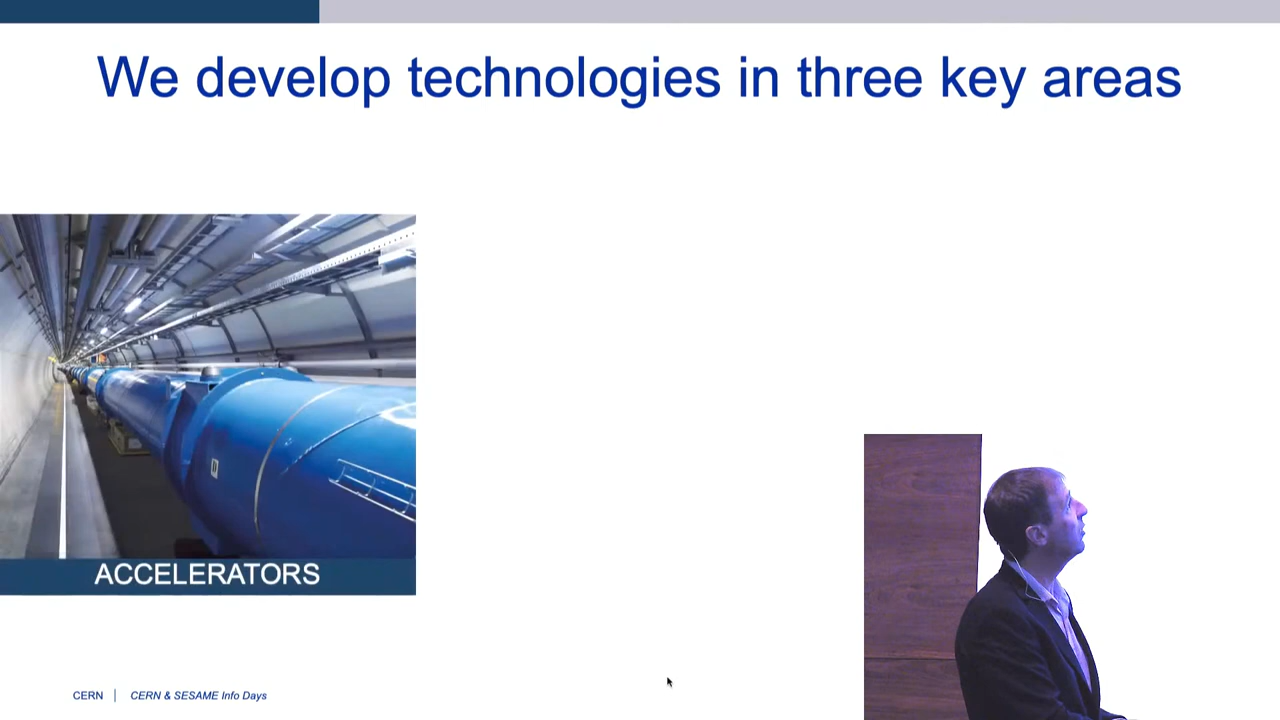 We develop technologies in three key areas
ACCELERATORS
CERN | CERN & SESAME Info Days